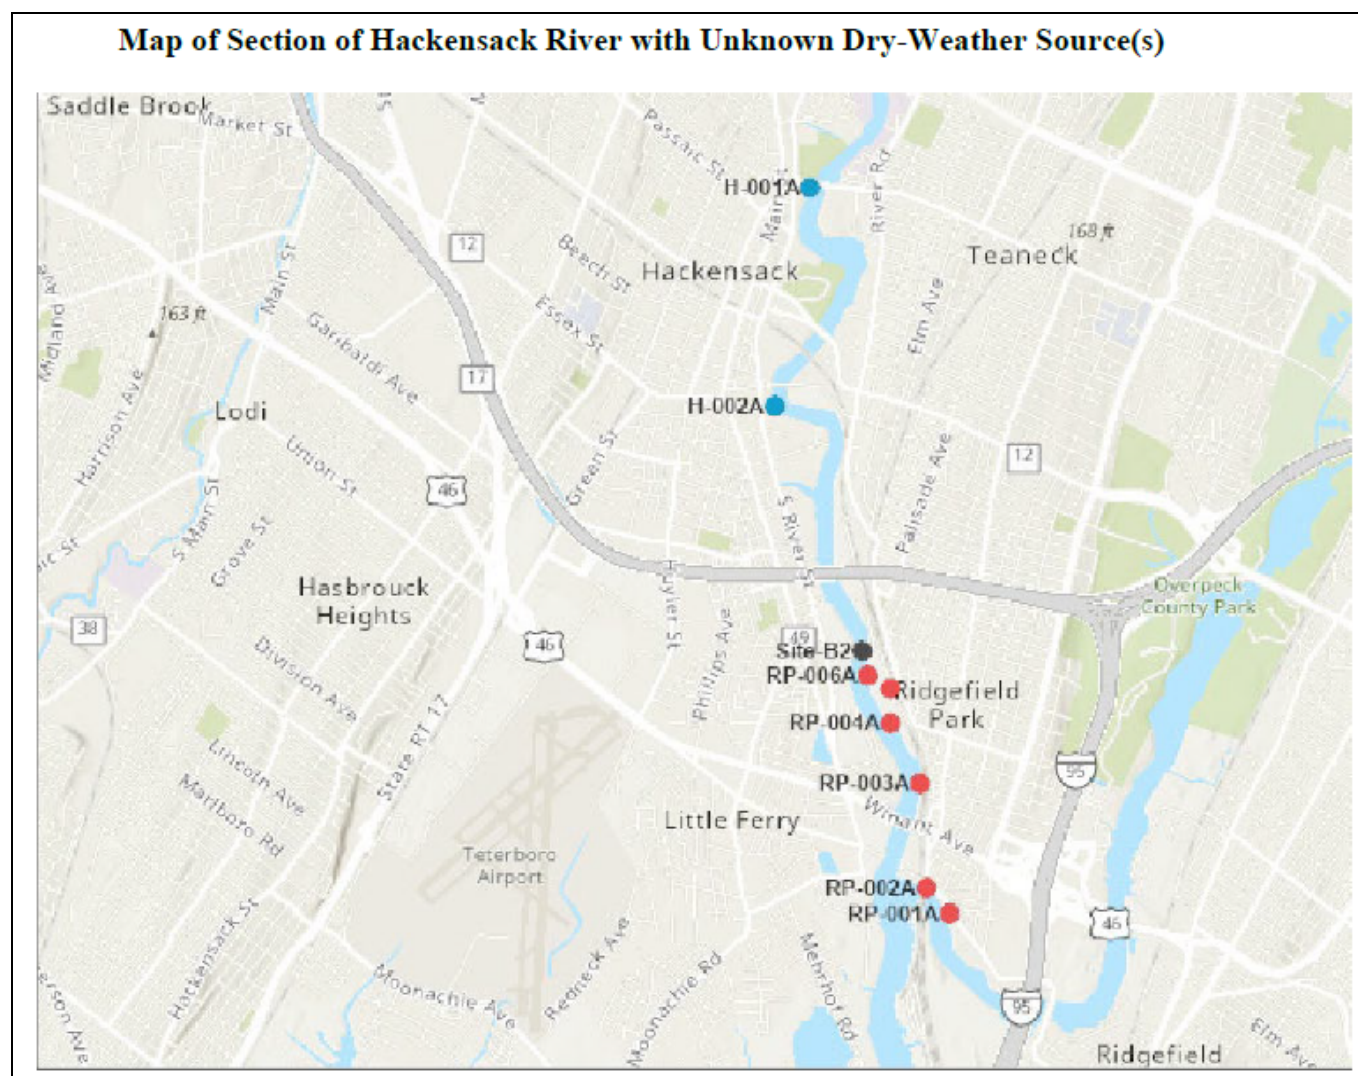 Map of Section of Hackensack River with Unknown Dry-Weather Source(s)
Saddle Brook
Market St
Passaic St
H-001A
Main St
River Rd
168 ft
Teaneck
12
Beech St
Hackensack
Main St
Essex St
Elm Ave
163 ft
Garibaldi Ave
Midland Av
17
Harrison Ave
Lodi
H-002A
Union St
Green St
Palisade Ave
12
46
S Main St
S River St
Grove St
Hasbrouck
Heights
Overpeck
County Park
38
46
Huyler St
Phillips Ave
49
Site-B2
RP-006A
Division Ave
Ridgefield
Park
RP-004A
State RT 17
Lincoln Ave
Marlboro Rd
95
RP-003A
Winant Ave
Little Ferry
Teterboro
Airport
RP-002A
RP-001A
46
Hackensack St
Moonachie Ave
Redneck Ave
Moonachie Rd
Mehrhof Rd
95
Elm Ave
Ridgefield